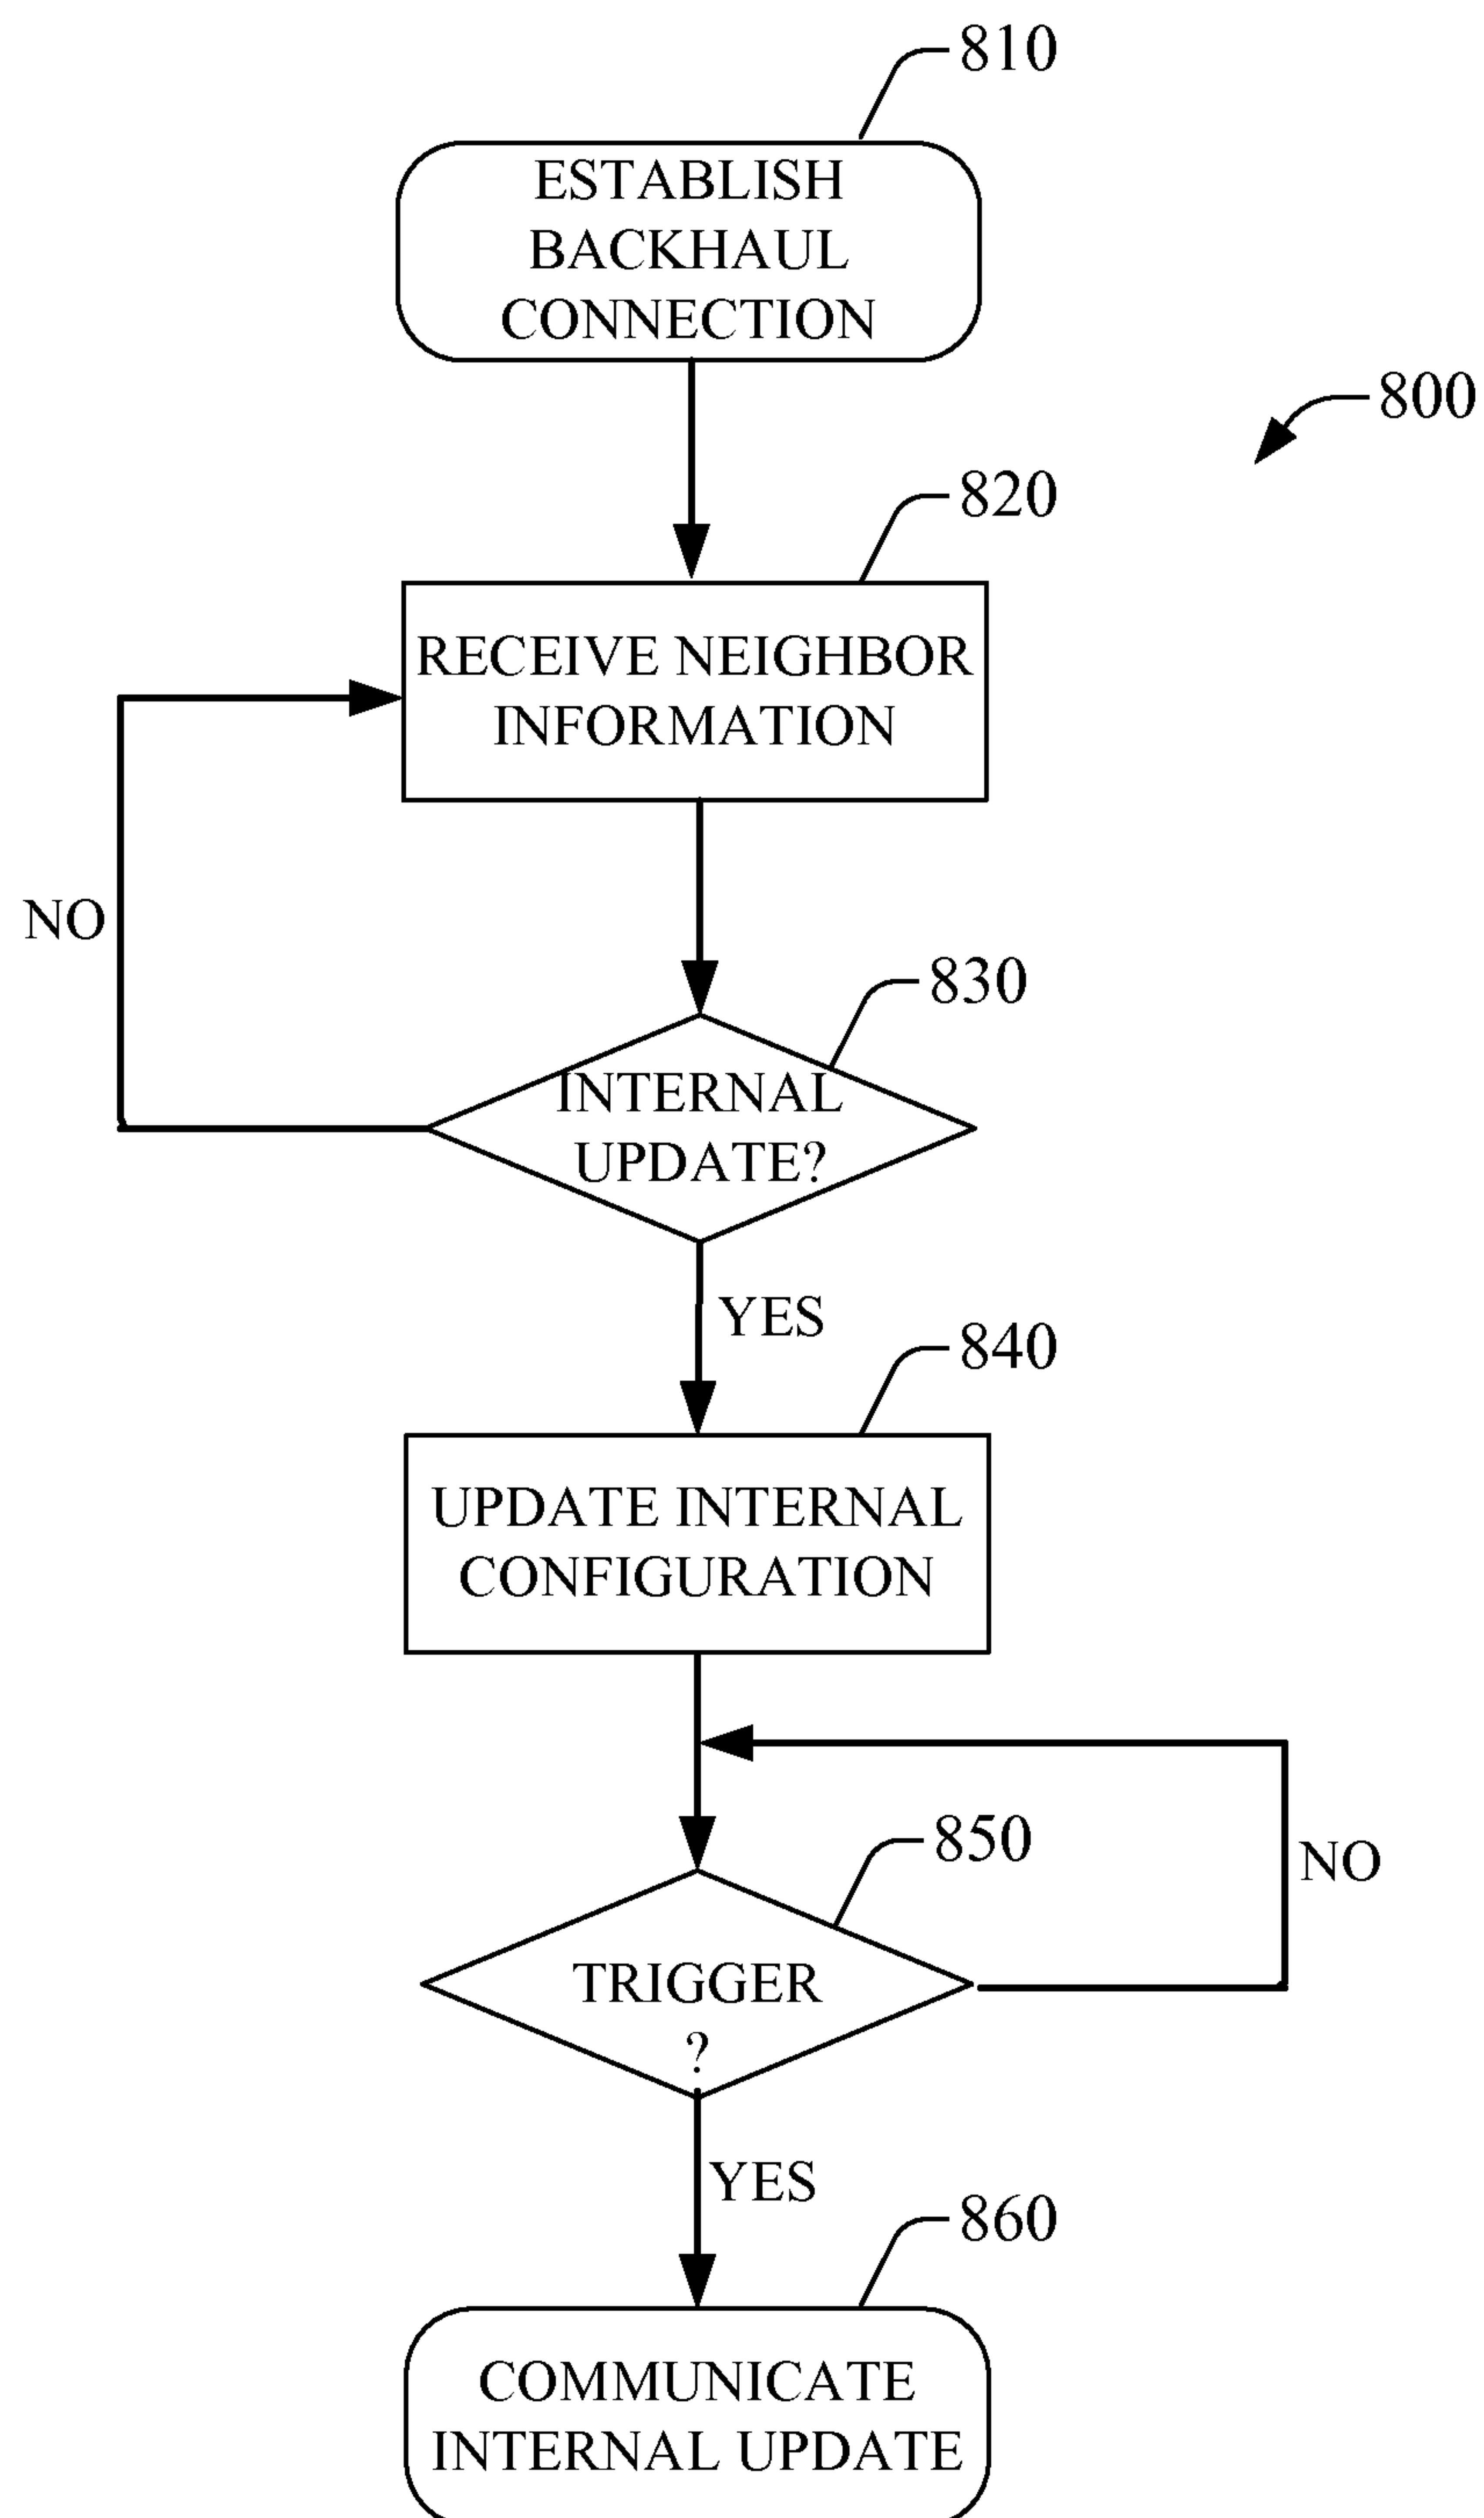 810
ESTABLISH
BACKHAUL
CONNECTION
800
820
RECEIVE NEIGHBOR
INFORMATION
NO
830
INTERNAL
UPDATE?
YES
840
UPDATE INTERNAL
CONFIGURATION
850
NO
TRIGGER
?
YES
860
COMMUNICATE
INTERNAL UPDATE